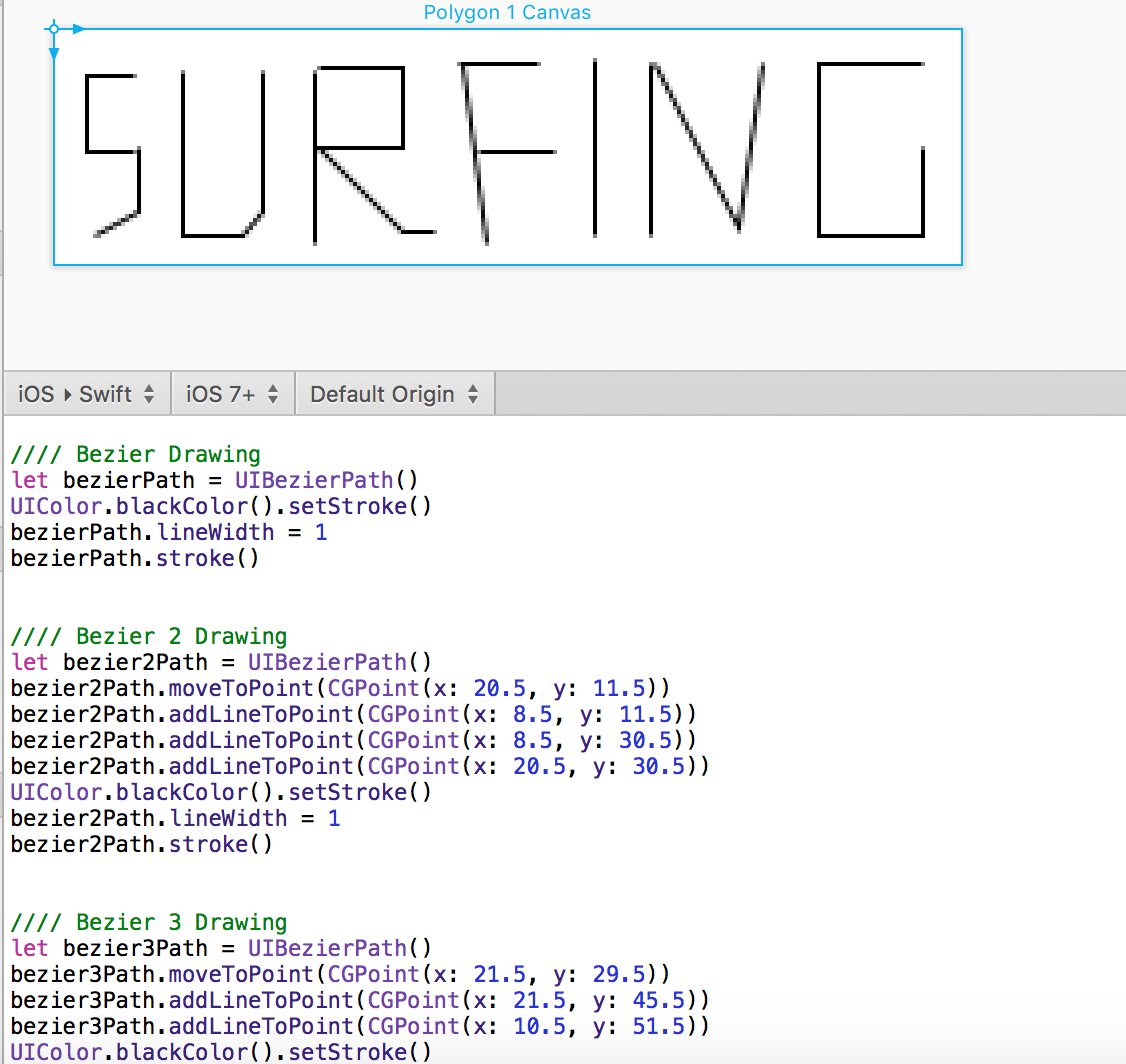 Polygon 1 Canvas
SURFING
iOS ▸ Swift iOS 7+ Default Origin
//// Bezier Drawing
let bezierPath = UIBezierPath()
UIColor.blackColor().setStroke()
bezierPath.lineWidth = 1
bezierPath.stroke()
//// Bezier 2 Drawing
let bezier2Path = UIBezierPath()
bezier2Path.moveToPoint(CGPoint(x: 20.5, y: 11.5))
bezier2Path.addLineToPoint(CGPoint(x: 8.5, y: 11.5))
bezier2Path.addLineToPoint(CGPoint(x: 8.5, y: 30.5))
bezier2Path.addLineToPoint(CGPoint(x: 20.5, y: 30.5))
UIColor.blackColor().setStroke()
bezier2Path.lineWidth = 1
bezier2Path.stroke()
//// Bezier 3 Drawing
let bezier3Path = UIBezierPath()
bezier3Path.moveToPoint(CGPoint(x: 21.5, y: 29.5))
bezier3Path.addLineToPoint(CGPoint(x: 21.5, y: 45.5))
bezier3Path.addLineToPoint(CGPoint(x: 10.5, y: 51.5))
UIColor.blackColor().setStroke()